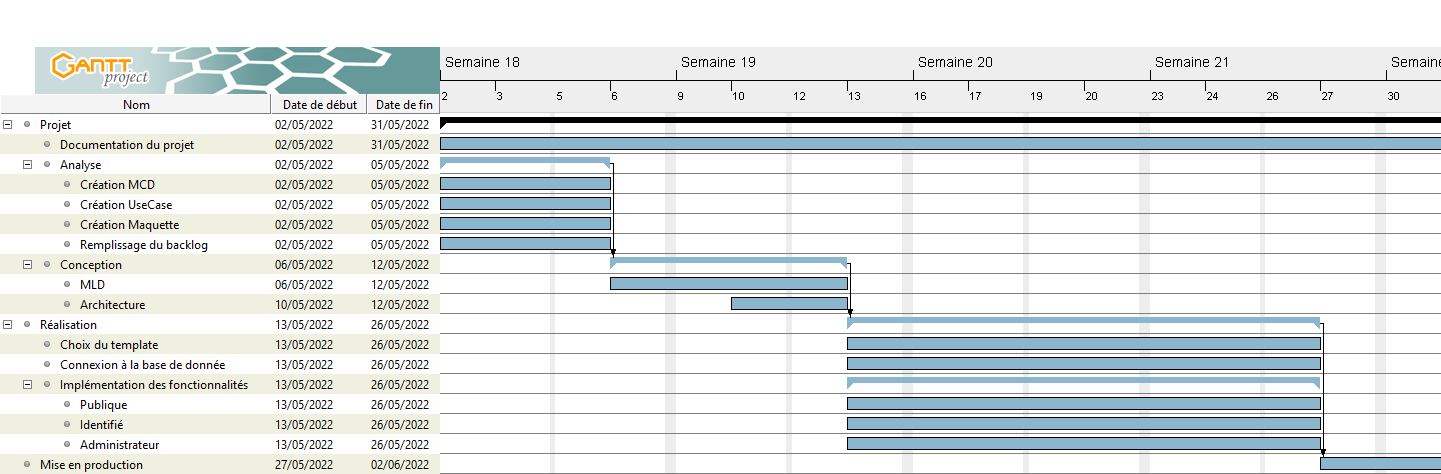 GANTT
project
Semaine 18 Semaine 19 Semaine 20 Semaine 21 Semaine
2 3 5 6 9 10 12 13 16 17 19 20 23 24 26 27 30
Nom Date de début Date de fin
Projet 02/05/2022 31/05/2022
Documentation du projet 02/05/2022 31/05/2022
Analyse 02/05/2022 05/05/2022
Création MCD 02/05/2022 05/05/2022
Création UseCase 02/05/2022 05/05/2022
Création Maquette 02/05/2022 05/05/2022
Remplissage du backlog 02/05/2022 05/05/2022
Conception 06/05/2022 12/05/2022
MLD 06/05/2022 12/05/2022
Architecture 10/05/2022 12/05/2022
Réalisation 13/05/2022 26/05/2022
Choix du template 13/05/2022 26/05/2022
Connexion à la base de donnée 13/05/2022 26/05/2022
Implémentation des fonctionnalités 13/05/2022 26/05/2022
Publique 13/05/2022 26/05/2022
Identifié 13/05/2022 26/05/2022
Administrateur 13/05/2022 26/05/2022
Mise en production 27/05/2022 02/06/2022